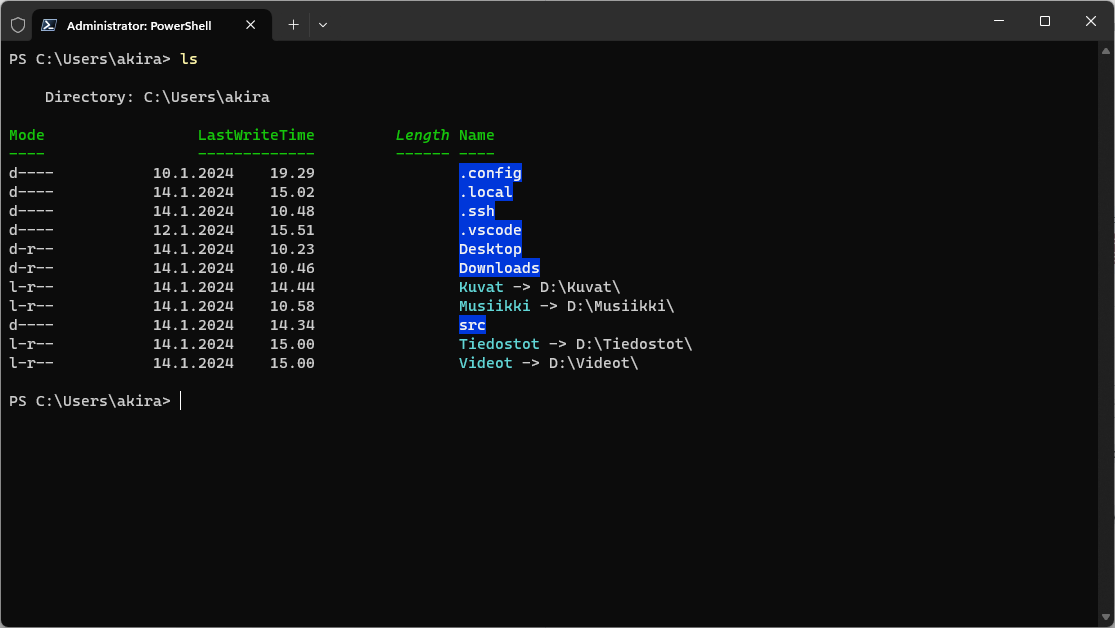 Administrator: PowerShell
PS C:\Users\akira> ls
Directory: C:\Users\akira
Mode LastWriteTime Length Name
---- ------------- ------ ----
d---- 10.1.2024 19.29 .config
d---- 14.1.2024 15.02 .local
d---- 14.1.2024 10.48 .ssh
d---- 12.1.2024 15.51 .vscode
d-r-- 14.1.2024 10.23 Desktop
d-r-- 14.1.2024 10.46 Downloads
l-r-- 14.1.2024 14.44 Kuvat -> D:\Kuvat\
l-r-- 14.1.2024 10.58 Musiikki -> D:\Musiikki\
d---- 14.1.2024 14.34 src
l-r-- 14.1.2024 15.00 Tiedostot -> D:\Tiedostot\
l-r-- 14.1.2024 15.00 Videot -> D:\Videot\
PS C:\Users\akira>